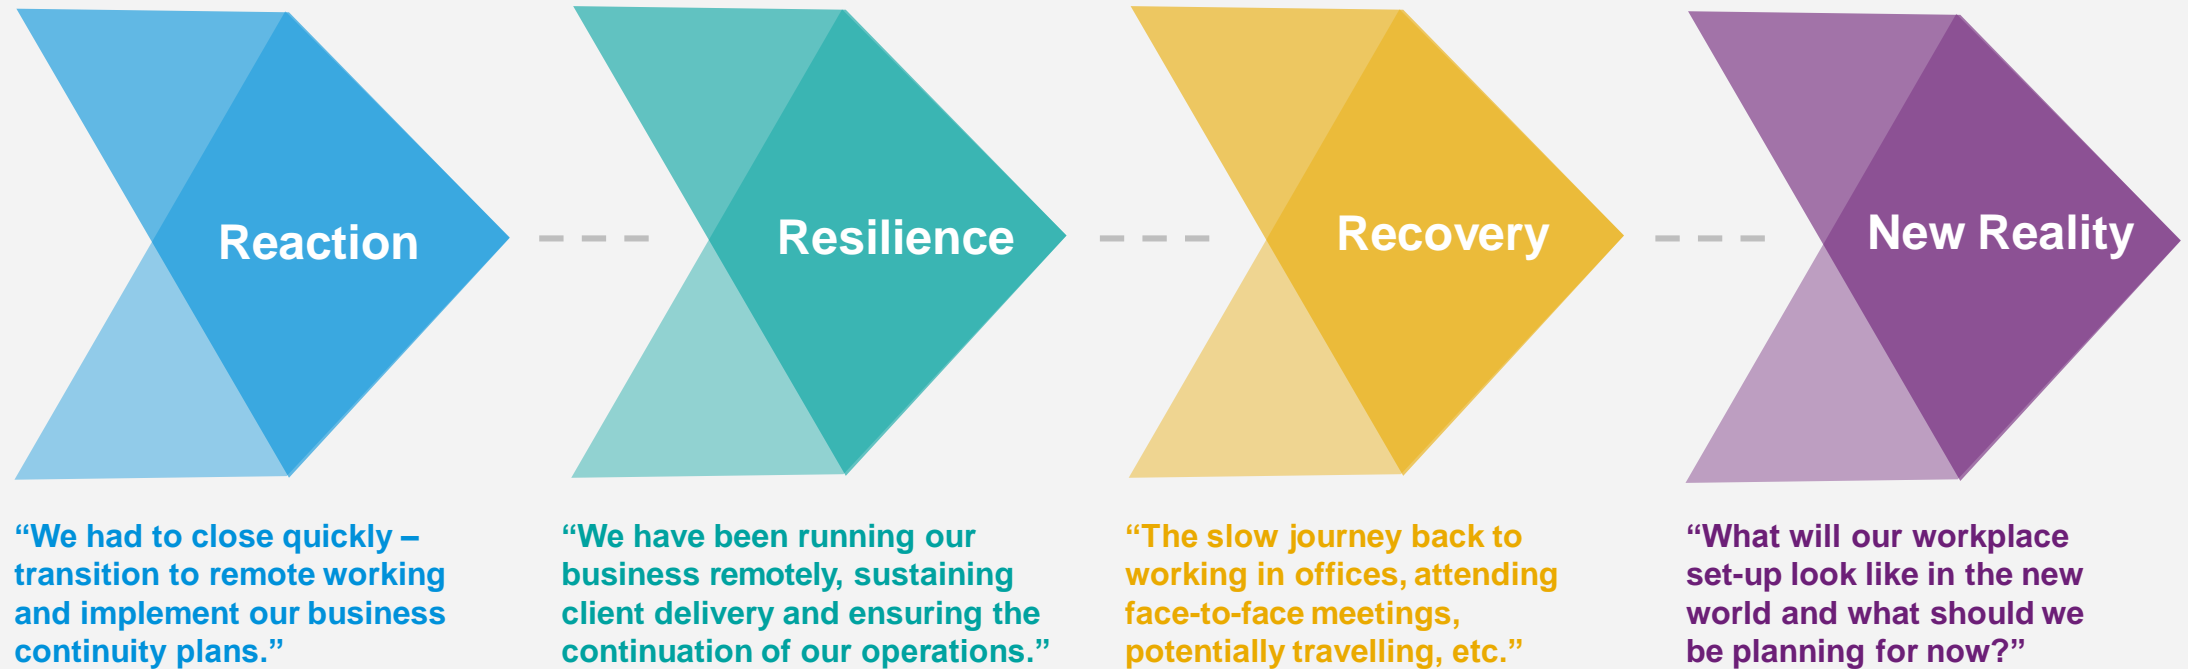 Reaction
Resilience
Recovery
New Reality
“We had to close quickly –
transition to remote working
and implement our business
continuity plans.”
“We have been running our
business remotely, sustaining
client delivery and ensuring the
continuation of our operations.”
“The slow journey back to
working in offices, attending
face-to-face meetings,
potentially travelling, etc.”
“What will our workplace
set-up look like in the new
world and what should we
be planning for now?”